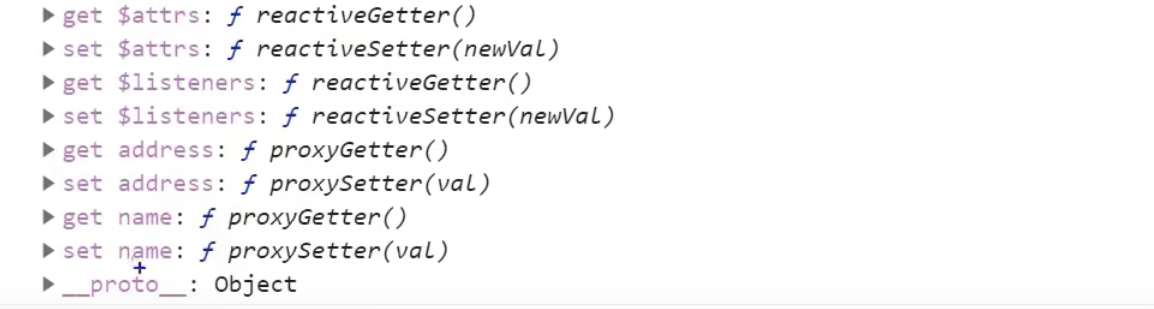 get $attrs: ƒ reactiveGetter()
set $attrs: ƒ reactiveSetter(newVal)
get $listeners: ƒ reactiveGetter()
set $listeners: ƒ reactiveSetter(newVal)
get address: ƒ proxyGetter()
set address: ƒ proxySetter(val)
get name: ƒ proxyGetter()
set name: ƒ proxySetter(val)
__proto__: Object